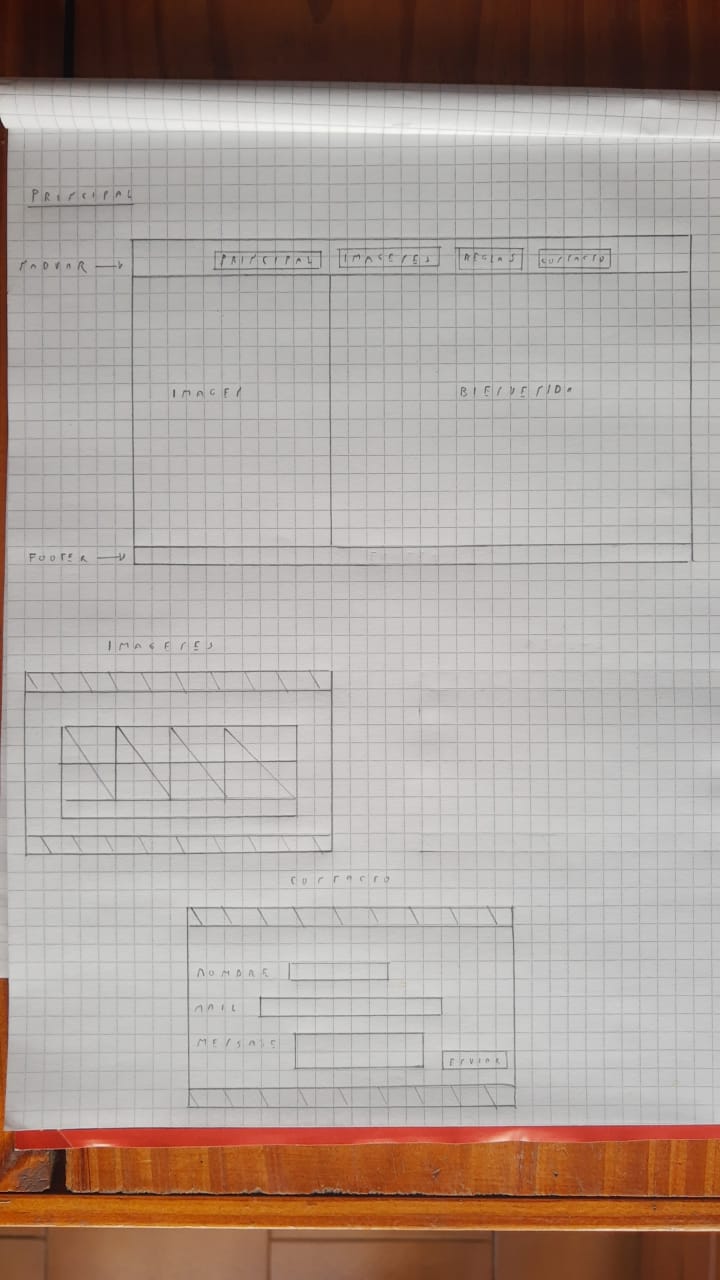 PRINCIPAL
NAVBAR
PRINCIPAL IMAGENES REGLAS CONTACTO
IMAGEN BIENVENIDO
FOOTER
IMAGENES
CONTACTO
NOMBRE
MAIL
MENSAJE
ENVIAR